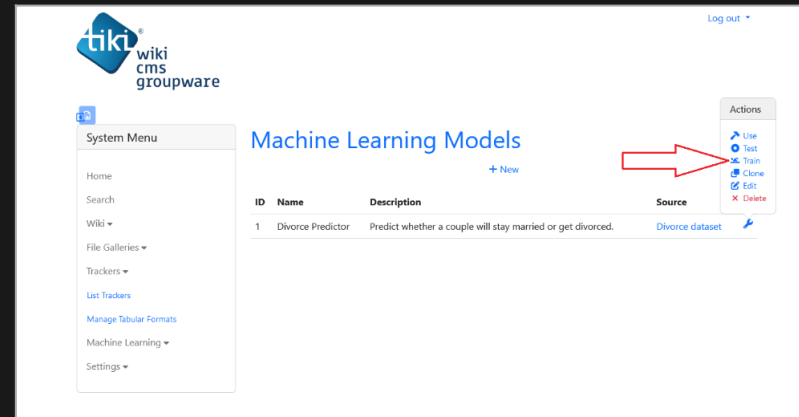 Log out
tiki®
wiki
cms
groupware
Actions
Use
Test
Train
Clone
Edit
Delete
System Menu
Home
Search
Wiki
File Galleries
Trackers
List Trackers
Manage Tabular Formats
Machine Learning
Settings
Machine Learning Models
+ New
ID Name Description Source
1 Divorce Predictor Predict whether a couple will stay married or get divorced. Divorce dataset